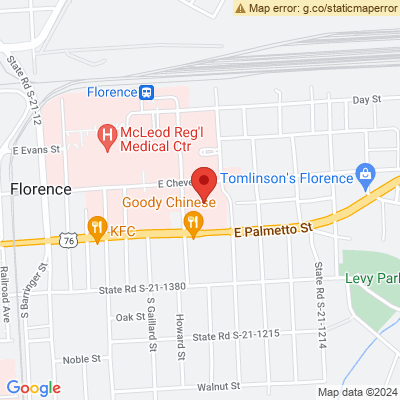 Map error: g.co/staticmaperror
State Rd S-21-12
Florence
Day St
McLeod Reg'l
Medical Ctr
E Evans St
E Cheve
Tomlinson's Florence
Florence
Goody Chinese
KFC
E Palmetto St
76
Levy Park
State Rd S-21-1380
Railroad Ave
S Barringer St
S Gaillard St
Howard St
State Rd S-21-1214
Oak St
State Rd S-21-1215
Noble St
Walnut St
Google
Map data ©2024